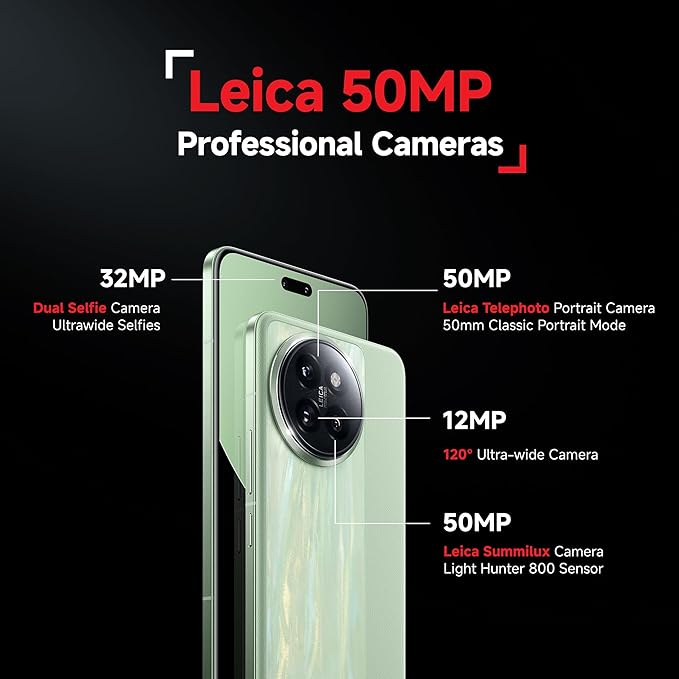 Leica 50MP
Professional Cameras
32MP
Dual Selfie Camera
Ultrawide Selfies
50MP
Leica Telephoto Portrait Camera
50mm Classic Portrait Mode
LEICA
12MP
120° Ultra-wide Camera
50MP
Leica Summilux Camera
Light Hunter 800 Sensor